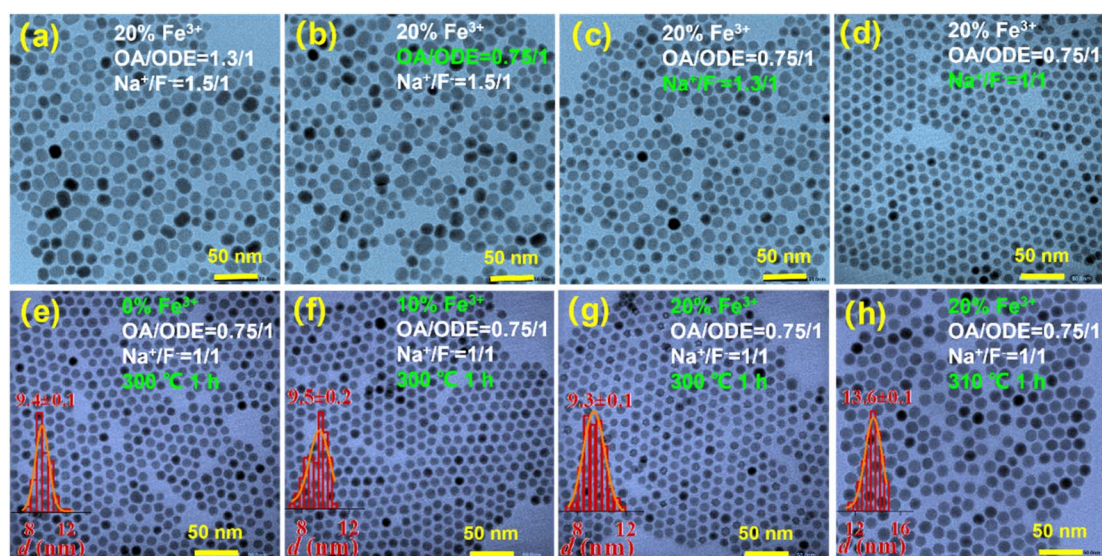 (a)
20% Fe³⁺
OA/ODE=1.3/1
Na⁺/F⁻=1.5/1
50 nm
(b)
20% Fe³⁺
OA/ODE=0.75/1
Na⁺/F⁻=1.5/1
50 nm
(c)
20% Fe³⁺
OA/ODE=0.75/1
Na⁺/F⁻=1.3/1
50 nm
(d)
20% Fe³⁺
OA/ODE=0.75/1
Na⁺/F⁻=1/1
50 nm
(e)
0% Fe³⁺
OA/ODE=0.75/1
Na⁺/F⁻=1/1
300 °C 1 h
9.4±0.1
8 12
d (nm)
50 nm
(f)
10% Fe³⁺
OA/ODE=0.75/1
Na⁺/F⁻=1/1
300 °C 1 h
9.5±0.2
8 12
d (nm)
50 nm
(g)
20% Fe³⁺
OA/ODE=0.75/1
Na⁺/F⁻=1/1
300 °C 1 h
9.3±0.1
8 12
d (nm)
50 nm
(h)
20% Fe³⁺
OA/ODE=0.75/1
Na⁺/F⁻=1/1
310 °C 1 h
13.6±0.1
12 16
d (nm)
50 nm